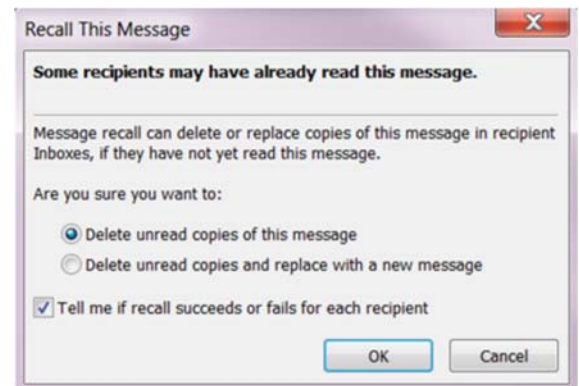 Recall This Message
Some recipients may have already read this message.
Message recall can delete or replace copies of this message in recipient
Inboxes, if they have not yet read this message.
Are you sure you want to:
Delete unread copies of this message
Delete unread copies and replace with a new message
Tell me if recall succeeds or fails for each recipient
OK
Cancel